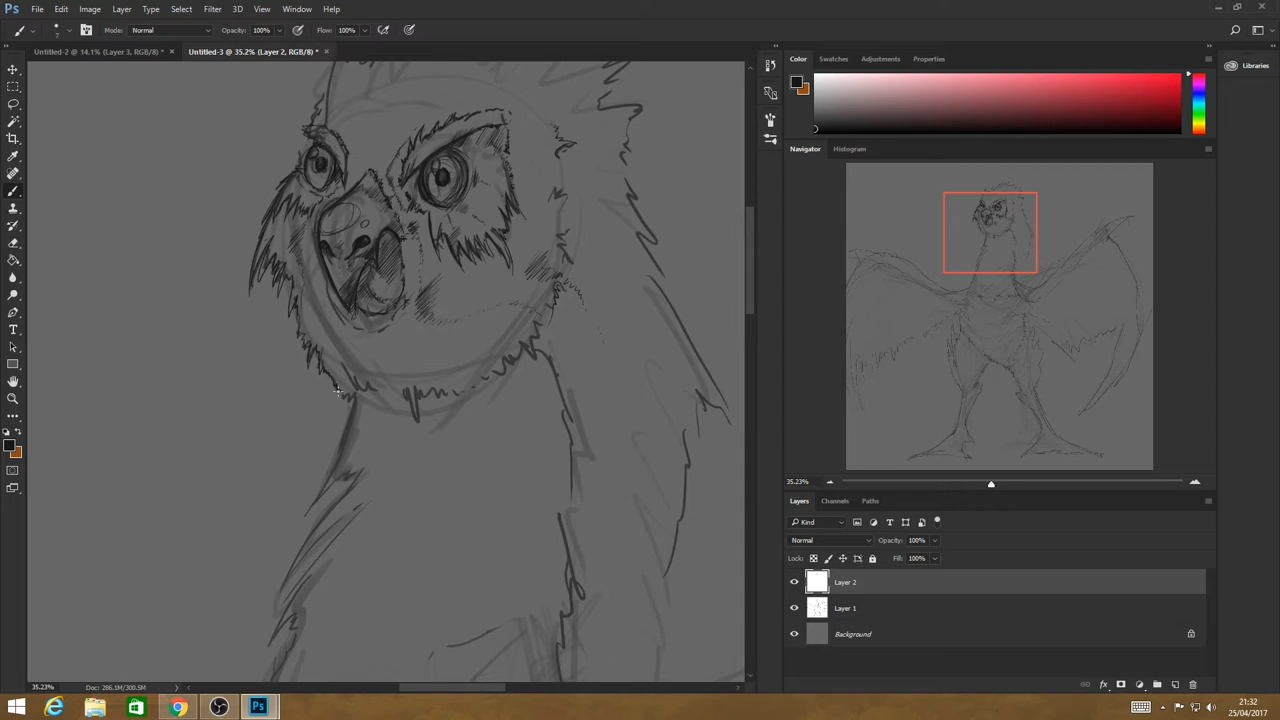 Ps File Edit Image Layer Type Select Filter 3D View Window Help
7 Mode: Normal Opacity: 100% Flow: 100%
Untitled-2 @ 14.1% (Layer 3, RGB/8) * × Untitled-3 @ 35.2% (Layer 2, RGB/8) * ×
Color Swatches Adjustments Properties
Libraries
Navigator Histogram
35.23%
Layers Channels Paths
Kind
Normal Opacity: 100%
Lock: Fill: 100%
Layer 2
Layer 1
Background
35.23% Doc: 286.1M/300.5M
Ps
21:32
25/04/2017